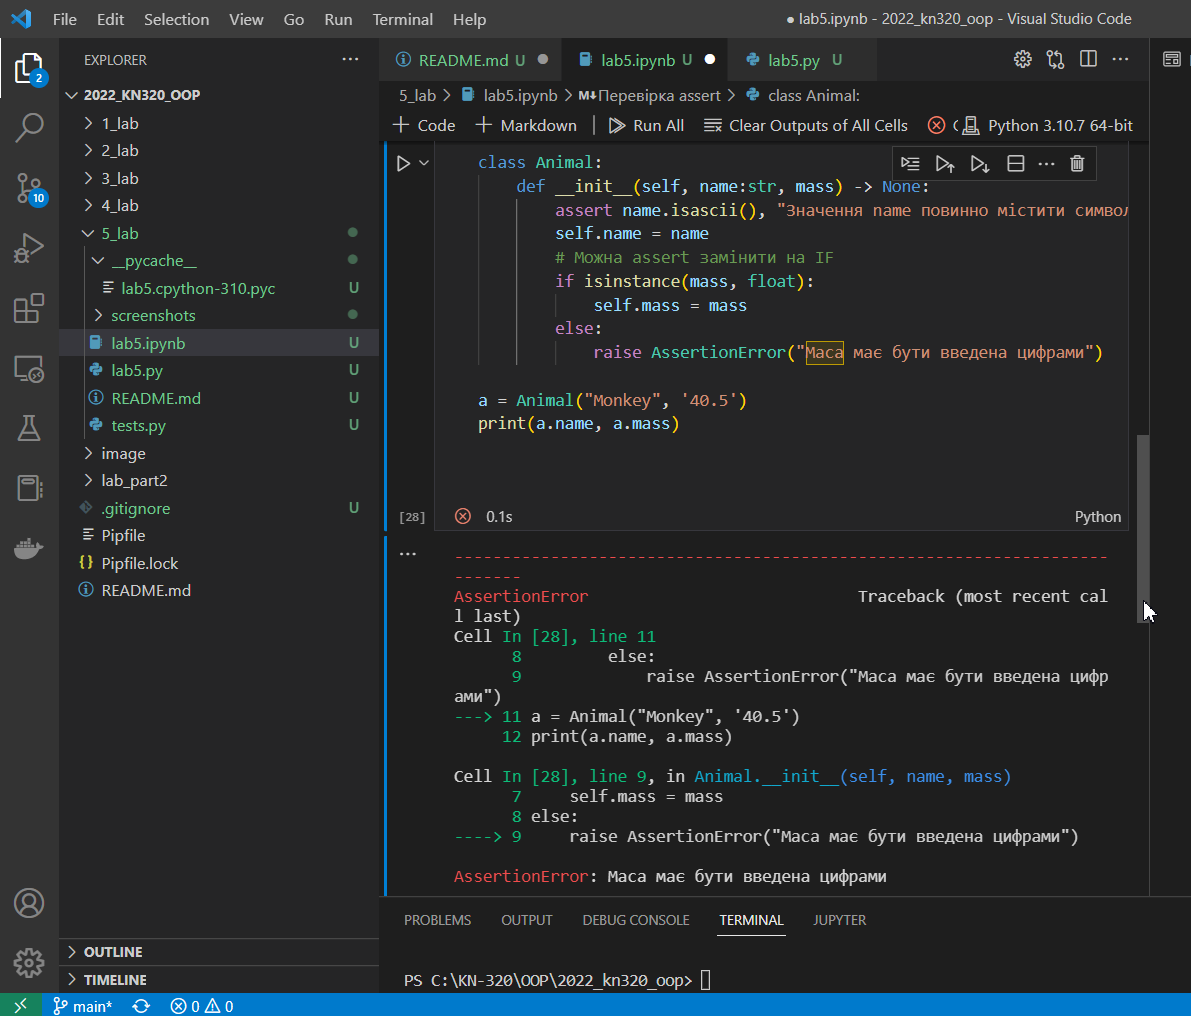 File Edit Selection View Go Run Terminal Help
● lab5.ipynb - 2022_kn320_oop - Visual Studio Code
EXPLORER
2022_KN320_OOP
1_lab
2_lab
3_lab
4_lab
5_lab
__pycache__
lab5.cpython-310.pyc U
screenshots
lab5.ipynb U
lab5.py U
README.md U
tests.py U
image
lab_part2
.gitignore U
Pipfile
Pipfile.lock
README.md
OUTLINE
TIMELINE
2
10
README.md U
lab5.ipynb U
lab5.py U
5_lab > lab5.ipynb > M↓Перевірка assert > class Animal:
+ Code + Markdown | Run All Clear Outputs of All Cells Python 3.10.7 64-bit
class Animal:
def __init__(self, name:str, mass) -> None:
assert name.isascii(), "Значення name повинно містити символ
self.name = name
# Можна assert замінити на IF
if isinstance(mass, float):
self.mass = mass
else:
raise AssertionError("Маса має бути введена цифрами")
a = Animal("Monkey", '40.5')
print(a.name, a.mass)
[28] 0.1s Python
--------------------------------------------------------------------
-------
AssertionError Traceback (most recent cal
l last)
Cell In [28], line 11
8 else:
9 raise AssertionError("Маса має бути введена цифр
ами")
---> 11 a = Animal("Monkey", '40.5')
12 print(a.name, a.mass)
Cell In [28], line 9, in Animal.__init__(self, name, mass)
7 self.mass = mass
8 else:
----> 9 raise AssertionError("Маса має бути введена цифрами")
AssertionError: Маса має бути введена цифрами
PROBLEMS OUTPUT DEBUG CONSOLE TERMINAL JUPYTER
PS C:\KN-320\OOP\2022_kn320_oop>
main* 0 0